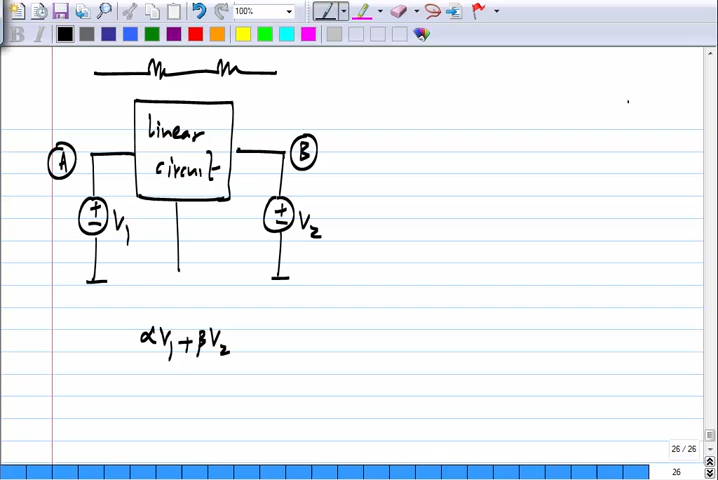 100%
B I
Linear
circuit
A
B
+
−
V1
+
−
V2
αV1 + βV2
26 / 26
26